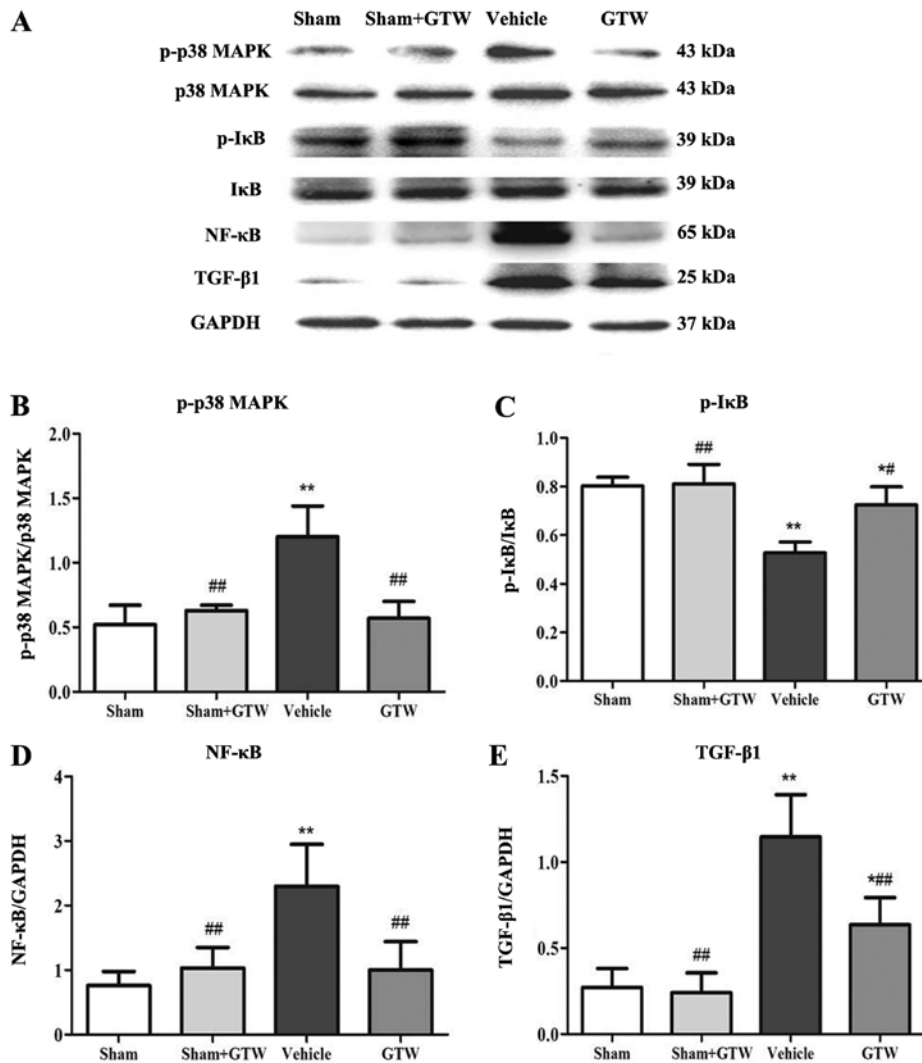 A
Sham Sham+GTW Vehicle GTW
p-p38 MAPK 43 kDa
p38 MAPK 43 kDa
p-IκB 39 kDa
IκB 39 kDa
NF-κB 65 kDa
TGF-β1 25 kDa
GAPDH 37 kDa
B
p-p38 MAPK
p-p38 MAPK/p38 MAPK
2.0
1.5
1.0
0.5
0.0
##
**
##
Sham Sham+GTW Vehicle GTW
C
p-IκB
p-IκB/IκB
1.0
0.8
0.6
0.4
0.2
0.0
##
**
*#
Sham Sham+GTW Vehicle GTW
D
NF-κB
NF-κB/GAPDH
4
3
2
1
0
##
**
##
Sham Sham+GTW Vehicle GTW
E
TGF-β1
TGF-β1/GAPDH
1.5
1.0
0.5
0.0
##
**
*##
Sham Sham+GTW Vehicle GTW